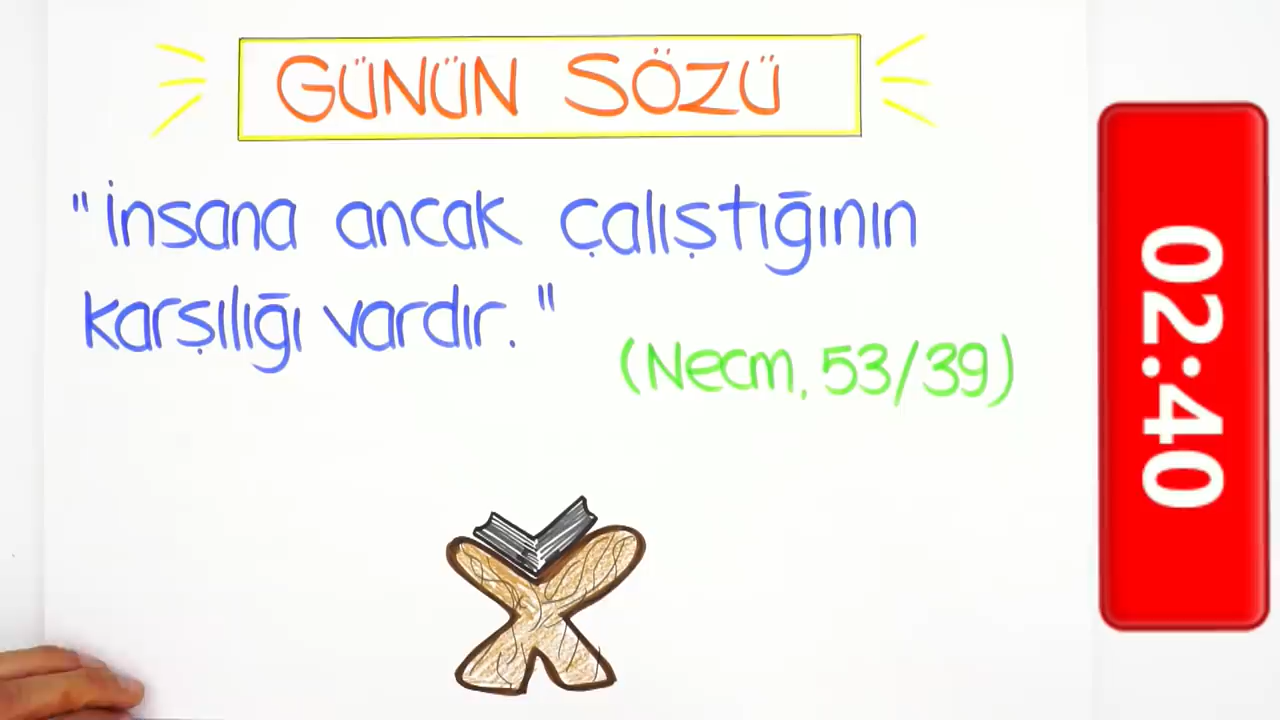 GÜNÜN SÖZÜ
"İnsana ancak çalıştığının
karşılığı vardır."
(Necm, 53/39)
02:40